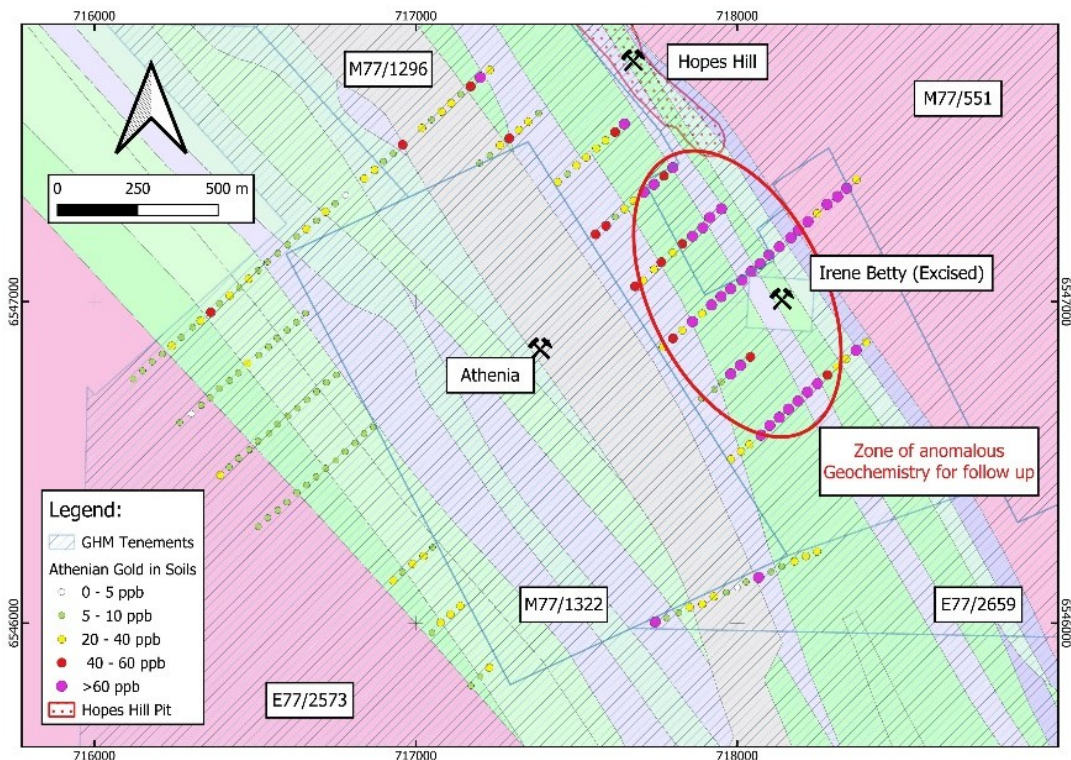 716000
717000
718000
M77/1296
Hopes Hill
M77/551
0
250
500 m
Irene Betty (Excised)
6547000
6547000
Athenia
Zone of anomalous
Geochemistry for follow up
Legend:
GHM Tenements
Athenian Gold in Soils
0 - 5 ppb
5 - 10 ppb
20 - 40 ppb
40 - 60 ppb
>60 ppb
Hopes Hill Pit
M77/1322
E77/2659
6546000
6546000
E77/2573
716000
717000
718000